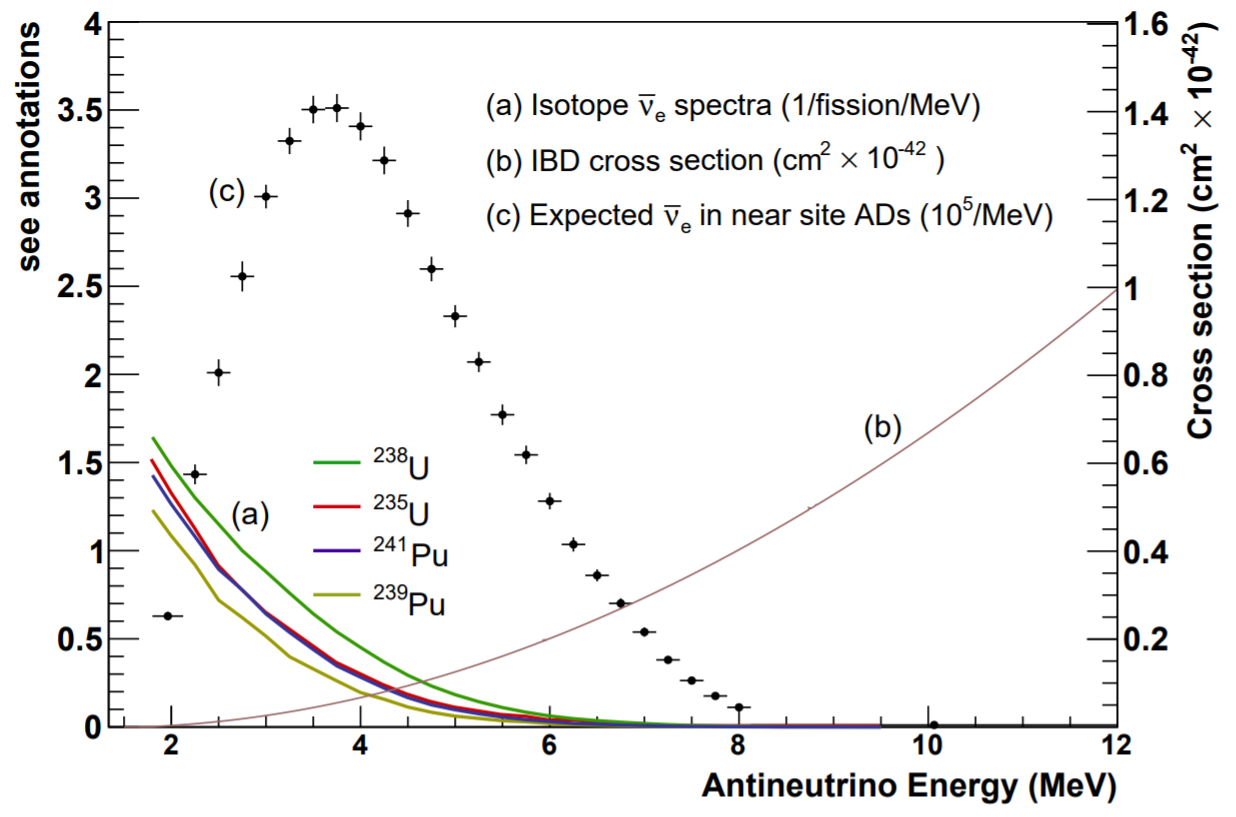 see annotations
4
3.5
3
2.5
2
1.5
1
0.5
0
(a) Isotope ν̅ₑ spectra (1/fission/MeV)
(b) IBD cross section (cm² × 10⁻⁴² )
(c) Expected ν̅ₑ in near site ADs (10⁵/MeV)
(c)
(b)
(a)
²³⁸U
²³⁵U
²⁴¹Pu
²³⁹Pu
1.6
1.4
1.2
1
0.8
0.6
0.4
0.2
Cross section (cm² × 10⁻⁴²)
2 4 6 8 10 12
Antineutrino Energy (MeV)